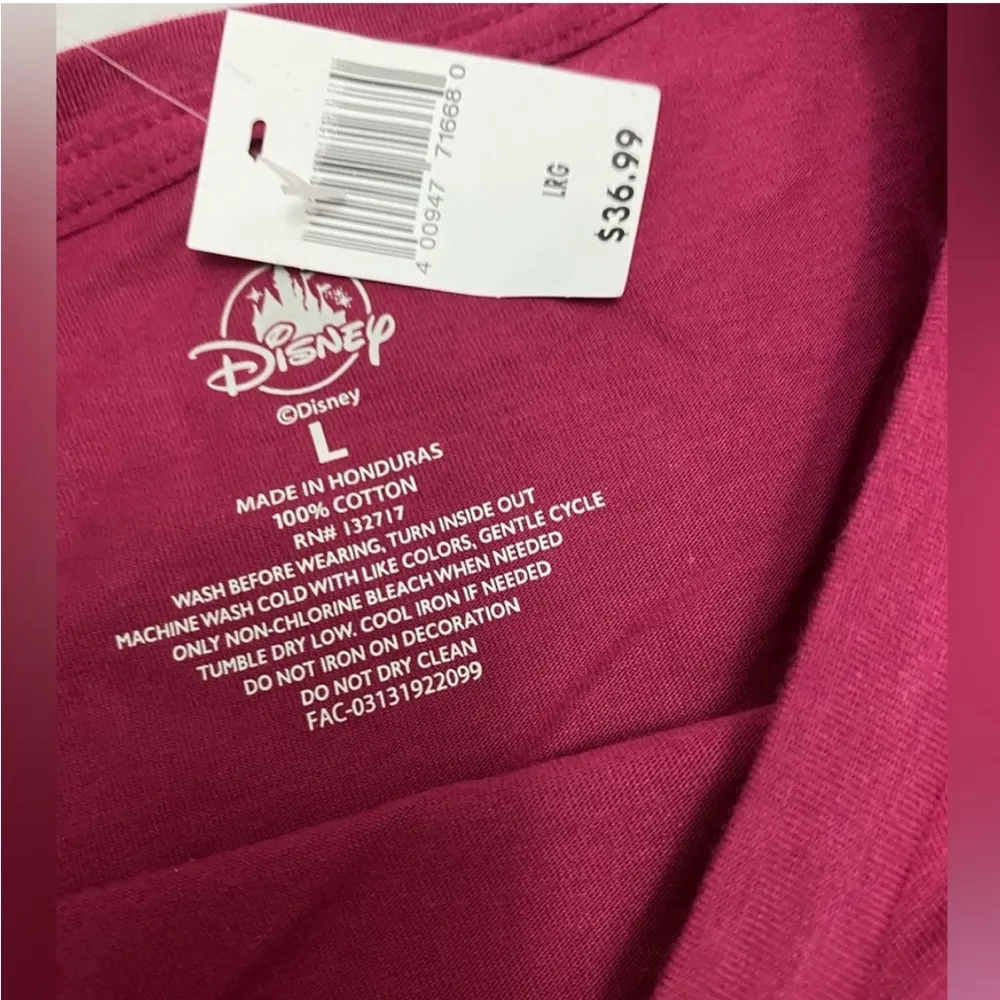 4 00947 71668 0
LRG
$36.99
DISNEY
©Disney
L
MADE IN HONDURAS
100% COTTON
RN# 132717
WASH BEFORE WEARING, TURN INSIDE OUT
MACHINE WASH COLD WITH LIKE COLORS, GENTLE CYCLE
ONLY NON-CHLORINE BLEACH WHEN NEEDED
TUMBLE DRY LOW. COOL IRON IF NEEDED
DO NOT IRON ON DECORATION
DO NOT DRY CLEAN
FAC-03131922099